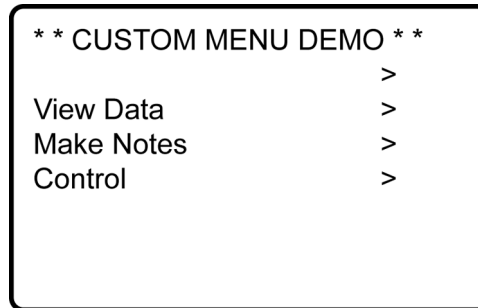 * * CUSTOM MENU DEMO * *
>
View Data >
Make Notes >
Control >